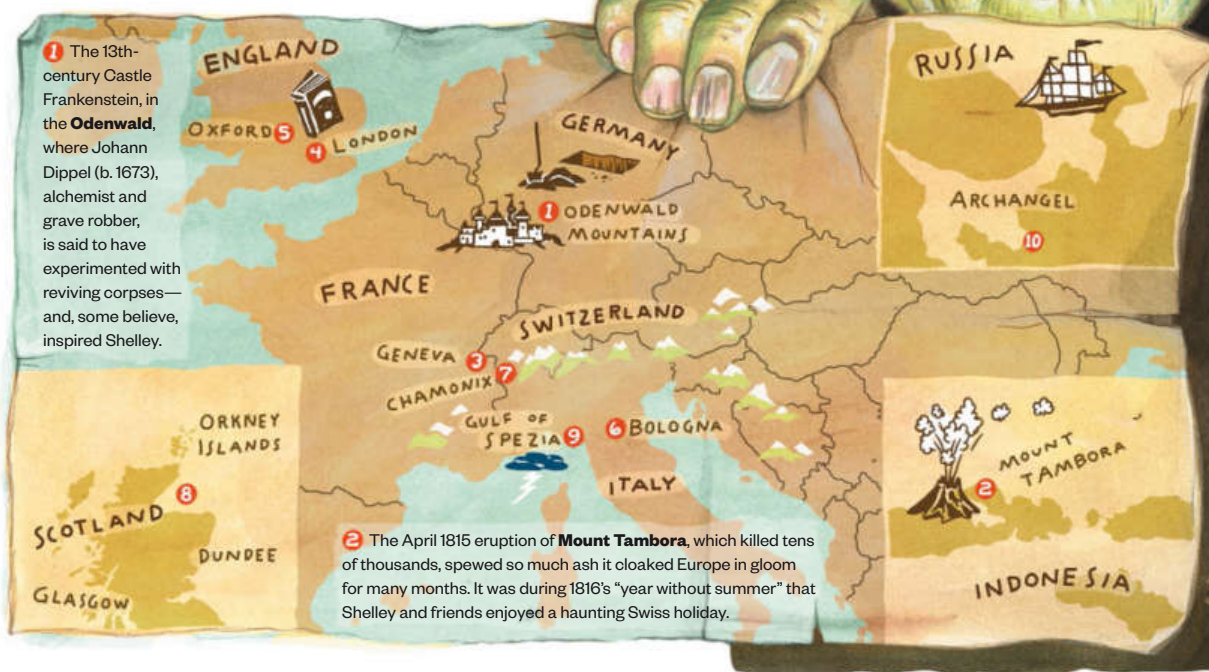 1 The 13th-
century Castle
Frankenstein, in
the Odenwald,
where Johann
Dippel (b. 1673),
alchemist and
grave robber,
is said to have
experimented with
reviving corpses—
and, some believe,
inspired Shelley.
ENGLAND
OXFORD 5
4 LONDON
GERMANY
1 ODENWALD
MOUNTAINS
FRANCE
SWITZERLAND
GENEVA 3
CHAMONIX 7
GULF OF
SPEZIA 9
6 BOLOGNA
ITALY
RUSSIA
ARCHANGEL
10
ORKNEY
ISLANDS
8
SCOTLAND
DUNDEE
GLASGOW
2 The April 1815 eruption of Mount Tambora, which killed tens
of thousands, spewed so much ash it cloaked Europe in gloom
for many months. It was during 1816’s “year without summer” that
Shelley and friends enjoyed a haunting Swiss holiday.
MOUNT
TAMBORA
2
INDONESIA